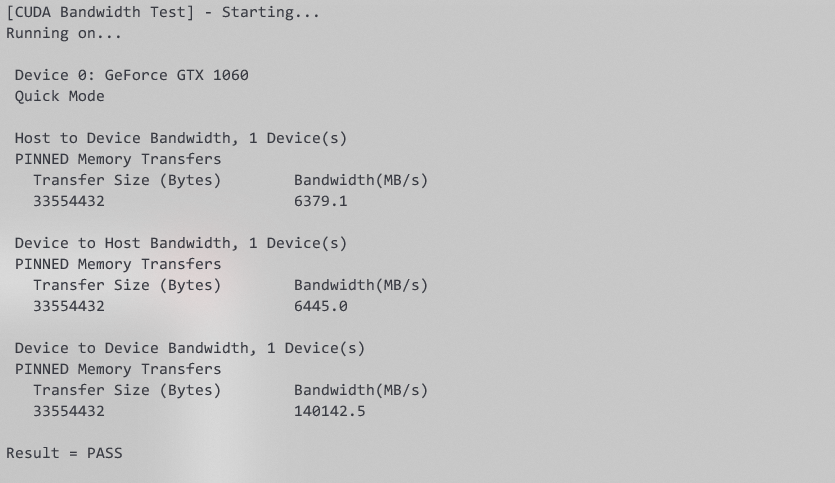 [CUDA Bandwidth Test] - Starting...
Running on...
Device 0: GeForce GTX 1060
Quick Mode
Host to Device Bandwidth, 1 Device(s)
PINNED Memory Transfers
Transfer Size (Bytes) Bandwidth(MB/s)
33554432 6379.1
Device to Host Bandwidth, 1 Device(s)
PINNED Memory Transfers
Transfer Size (Bytes) Bandwidth(MB/s)
33554432 6445.0
Device to Device Bandwidth, 1 Device(s)
PINNED Memory Transfers
Transfer Size (Bytes) Bandwidth(MB/s)
33554432 140142.5
Result = PASS